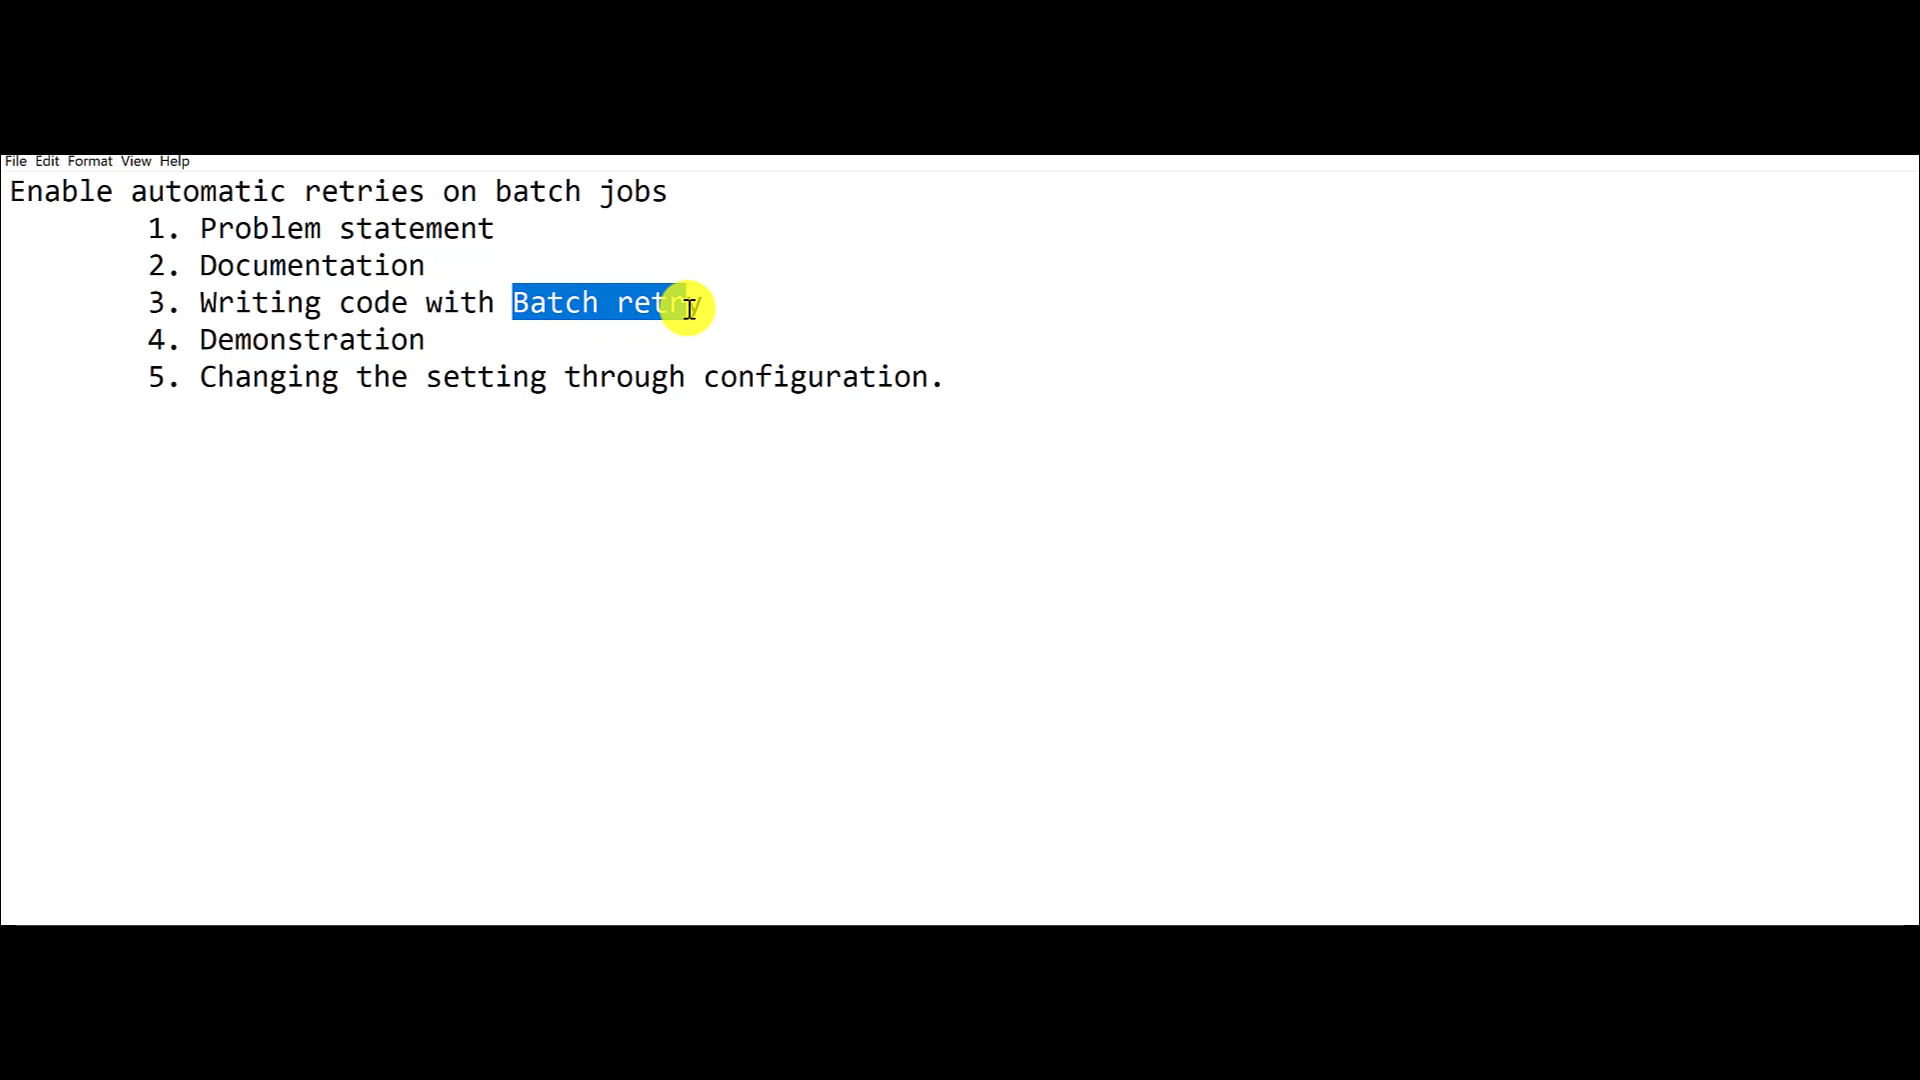 File Edit Format View Help
Enable automatic retries on batch jobs
1. Problem statement
2. Documentation
3. Writing code with Batch retry
4. Demonstration
5. Changing the setting through configuration.